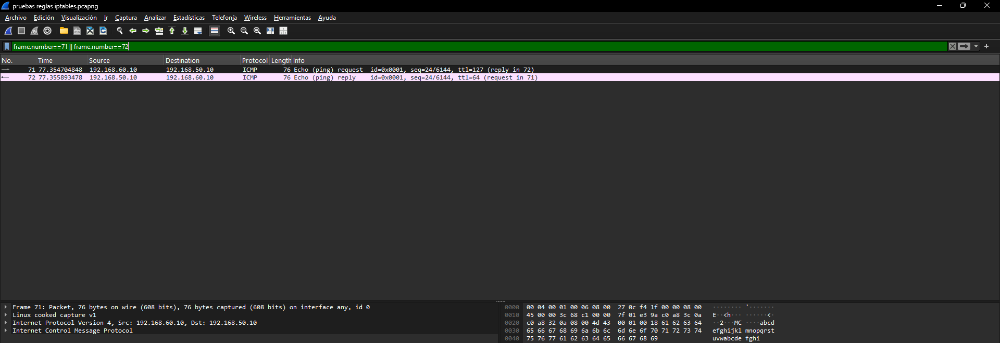 pruebas reglas iptables.pcapng
Archivo Edición Visualización Ir Captura Analizar Estadísticas Telefonía Wireless Herramientas Ayuda
frame.number==71 || frame.number==72
No. Time Source Destination Protocol Length Info
71 77.354704848 192.168.60.10 192.168.50.10 ICMP 76 Echo (ping) request id=0x0001, seq=24/6144, ttl=127 (reply in 72)
72 77.355893478 192.168.50.10 192.168.60.10 ICMP 76 Echo (ping) reply id=0x0001, seq=24/6144, ttl=64 (request in 71)
Frame 71: Packet, 76 bytes on wire (608 bits), 76 bytes captured (608 bits) on interface any, id 0
Linux cooked capture v1
Internet Protocol Version 4, Src: 192.168.60.10, Dst: 192.168.50.10
Internet Control Message Protocol
0000 00 04 00 01 00 06 08 00 27 0c f4 1f 00 00 08 00 ········ '·······
0010 45 00 00 3c 68 c1 00 00 7f 01 e3 9a c0 a8 3c 0a E··<h··· ······<·
0020 c0 a8 32 0a 08 00 4d 43 00 01 00 18 61 62 63 64 ··2···MC ····abcd
0030 65 66 67 68 69 6a 6b 6c 6d 6e 6f 70 71 72 73 74 efghijkl mnopqrst
0040 75 76 77 61 62 63 64 65 66 67 68 69 uvwabcde fghi